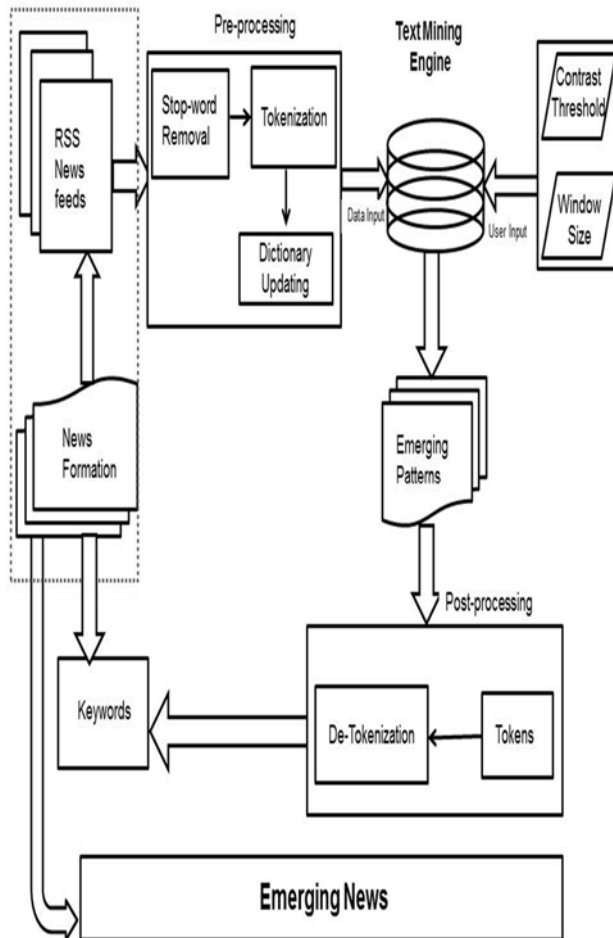 Pre-processing
Text Mining
Engine
RSS
News
feeds
Stop-word
Removal
Tokenization
Dictionary
Updating
Data Input
User Input
Contrast
Threshold
Window
Size
News
Formation
Emerging
Patterns
Post-processing
Keywords
De-Tokenization
Tokens
Emerging News